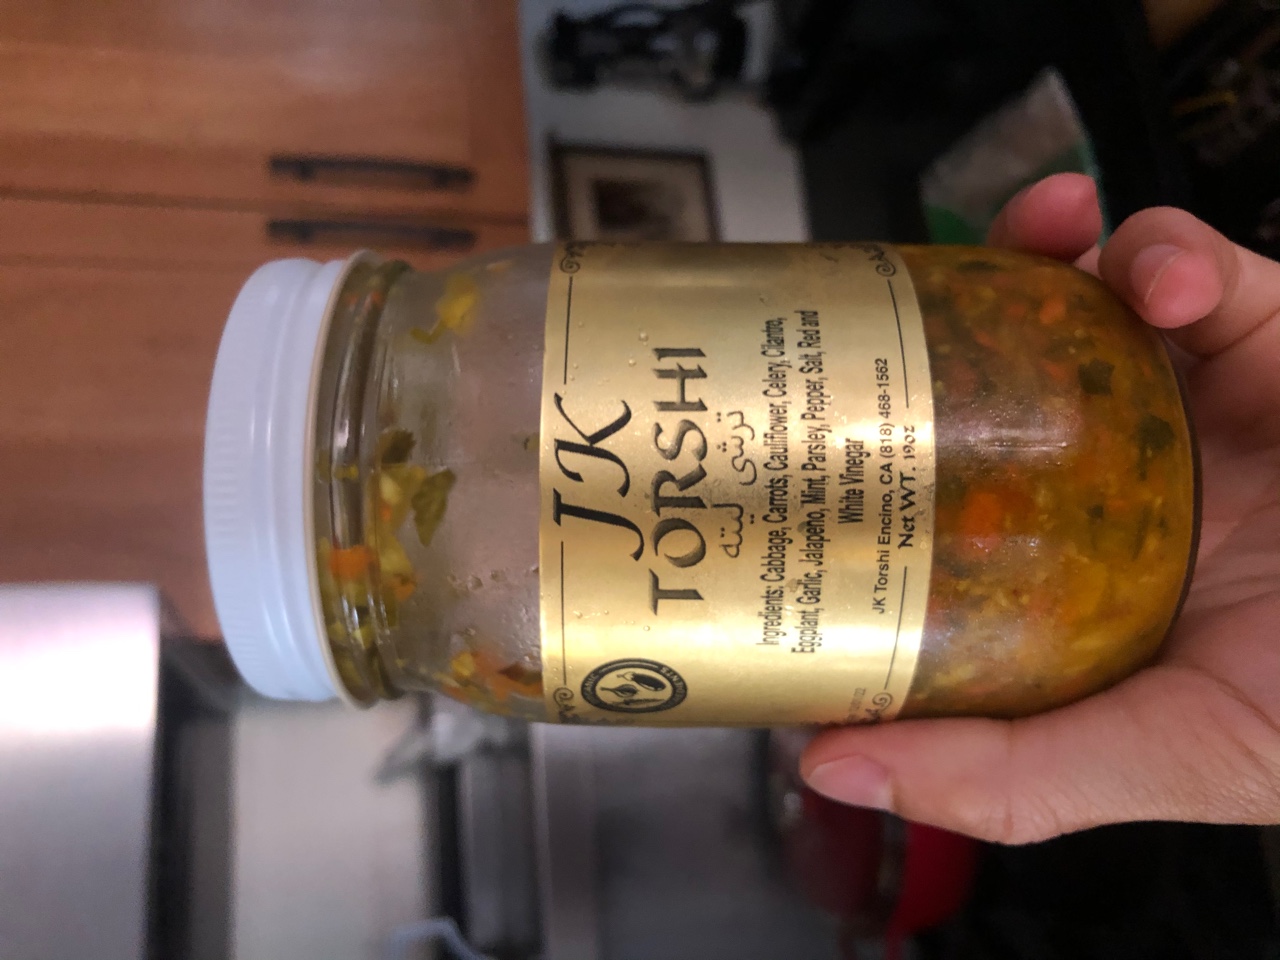 JK
TORSHI
ترشی لیته
Ingredients: Cabbage, Carrots, Cauliflower, Celery, Cilantro,
Eggplant, Garlic, Jalapeno, Mint, Parsley, Pepper, Salt, Red and
White Vinegar
JK Torshi Encino, CA (818) 468-1562
Net WT. 19oz